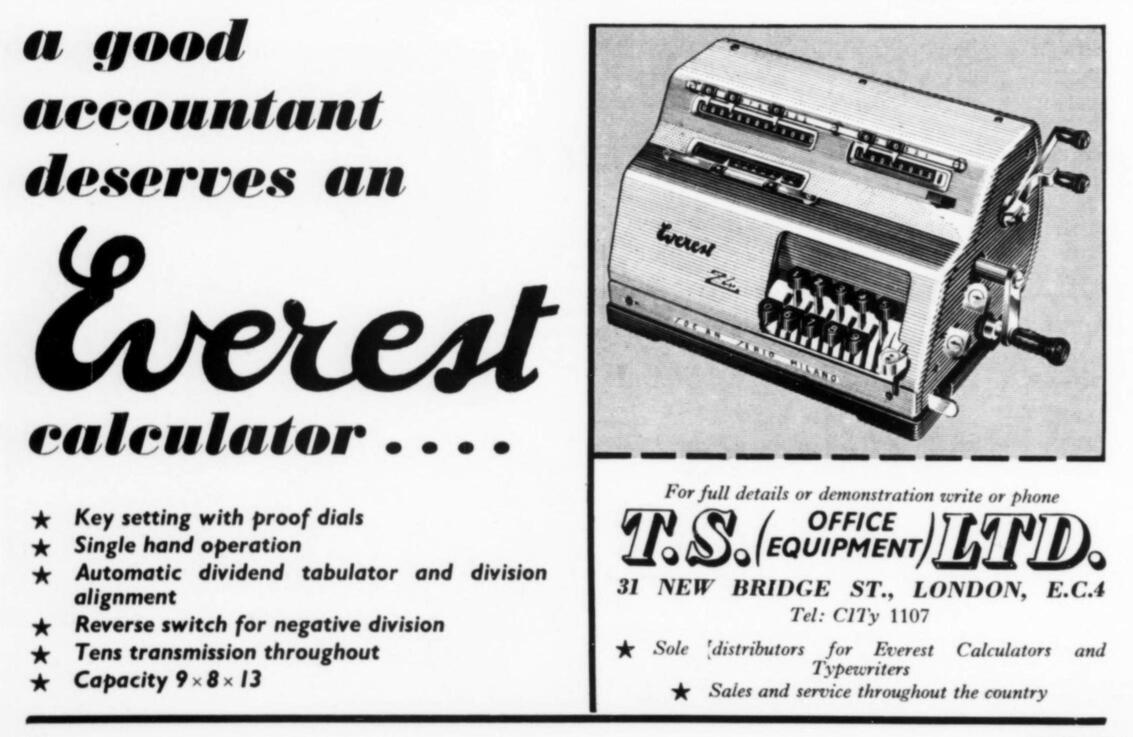 a good
accountant
deserves an
Everest
calculator ....
★ Key setting with proof dials
★ Single hand operation
★ Automatic dividend tabulator and division
alignment
★ Reverse switch for negative division
★ Tens transmission throughout
★ Capacity 9 × 8 × 13
Everest
MILANO
For full details or demonstration write or phone
T.S. (OFFICE EQUIPMENT) LTD.
31 NEW BRIDGE ST., LONDON, E.C.4
Tel: CITy 1107
★ Sole distributors for Everest Calculators and
Typewriters
★ Sales and service throughout the country